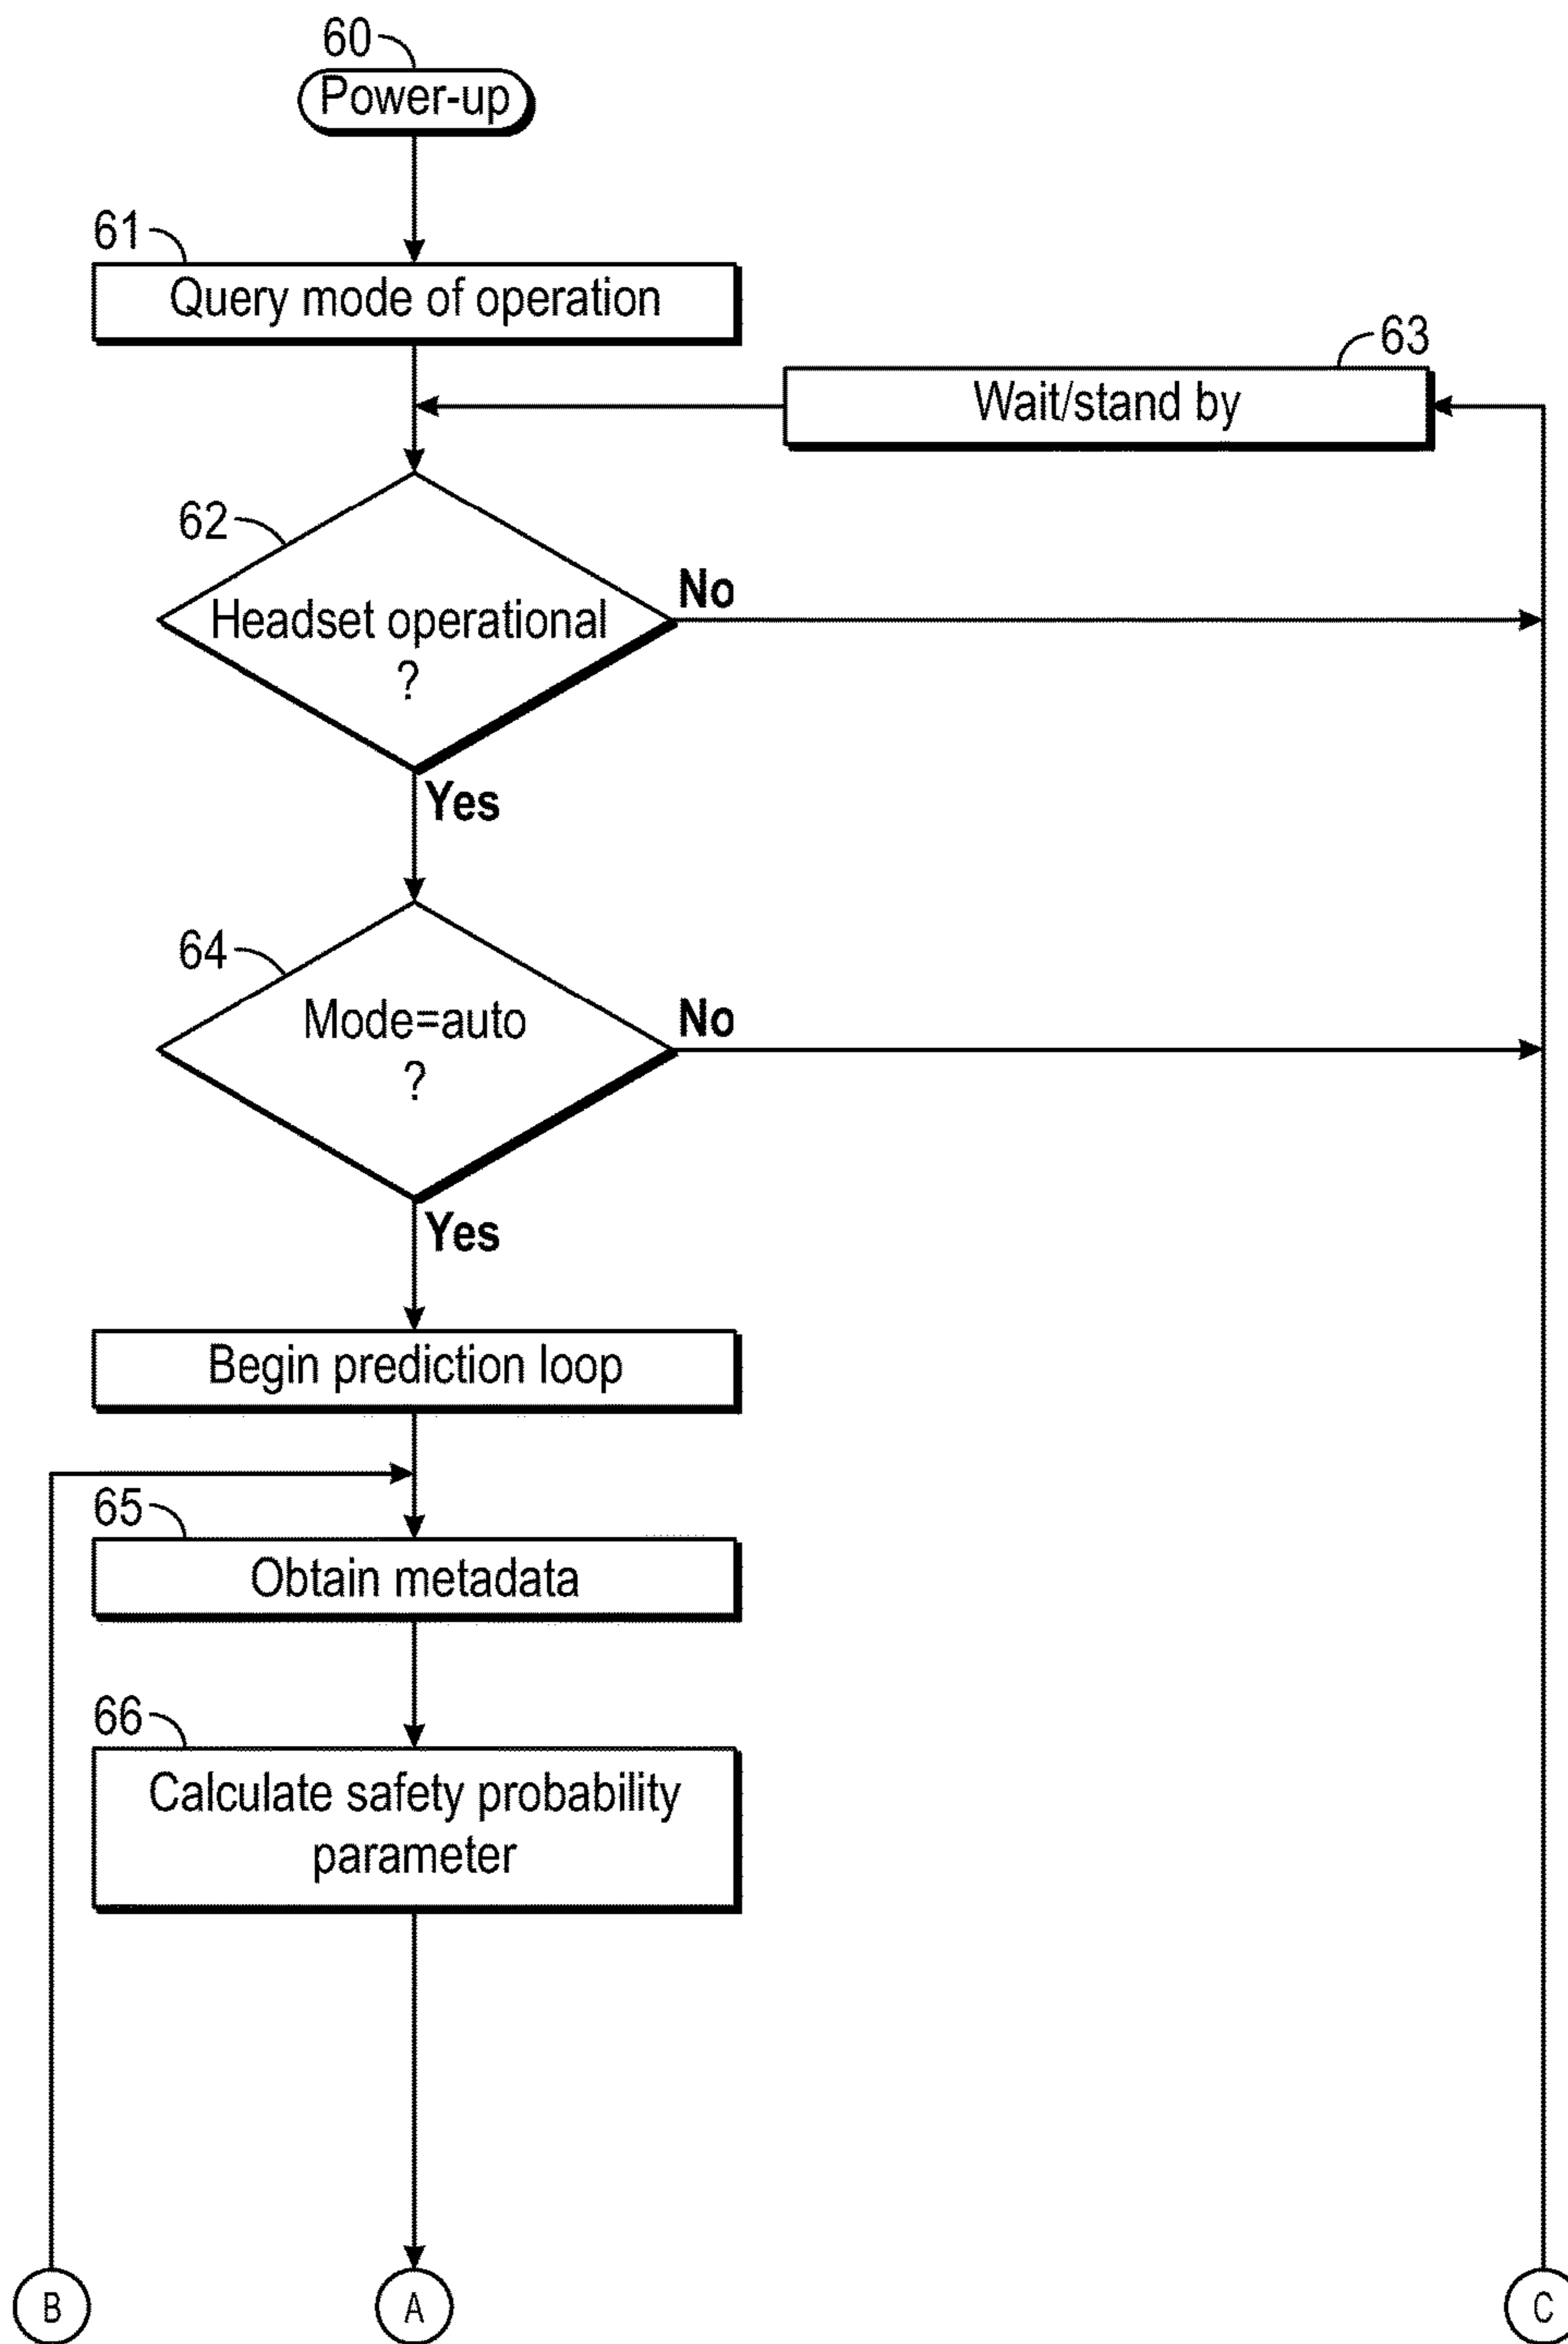 60
Power-up
61
Query mode of operation
63
Wait/stand by
62
Headset operational
?
No
Yes
64
Mode=auto
?
No
Yes
Begin prediction loop
65
Obtain metadata
66
Calculate safety probability
parameter
B
A
C